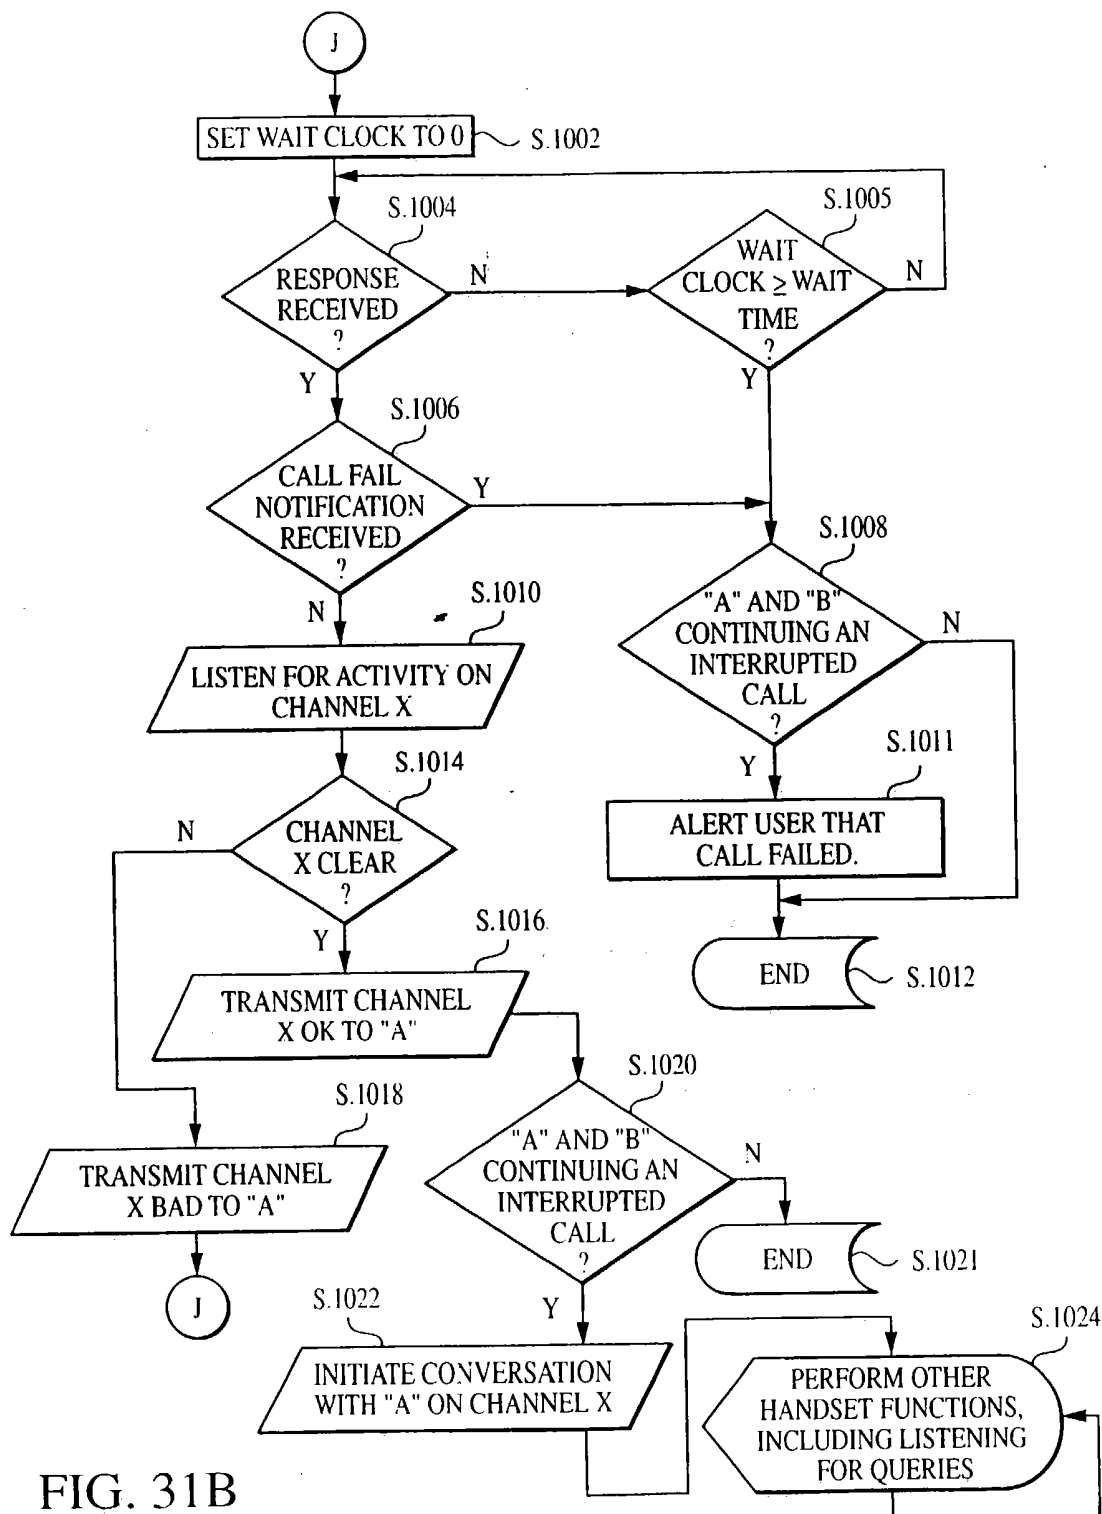 J
SET WAIT CLOCK TO 0
S.1002
S.1004
RESPONSE
RECEIVED
?
N
Y
S.1005
WAIT
CLOCK ≥ WAIT
TIME
?
N
Y
S.1006
CALL FAIL
NOTIFICATION
RECEIVED
?
Y
N
S.1008
"A" AND "B"
CONTINUING AN
INTERRUPTED
CALL
?
N
Y
S.1010
LISTEN FOR ACTIVITY ON
CHANNEL X
S.1011
ALERT USER THAT
CALL FAILED.
S.1014
CHANNEL
X CLEAR
?
N
Y
END
S.1012
S.1016
TRANSMIT CHANNEL
X OK TO "A"
S.1018
TRANSMIT CHANNEL
X BAD TO "A"
J
S.1020
"A" AND "B"
CONTINUING AN
INTERRUPTED
CALL
?
N
Y
END
S.1021
S.1022
INITIATE CONVERSATION
WITH "A" ON CHANNEL X
S.1024
PERFORM OTHER
HANDSET FUNCTIONS,
INCLUDING LISTENING
FOR QUERIES
FIG. 31B